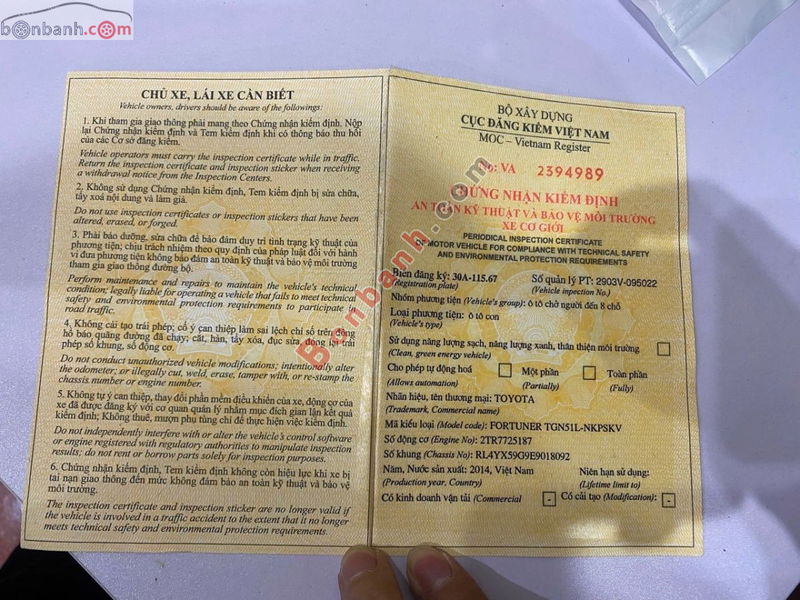 bonbanh.com
CHỦ XE, LÁI XE CẦN BIẾT
Vehicle owners, drivers should be aware of the followings:
1. Khi tham gia giao thông phải mang theo Chứng nhận kiểm định. Nộp
lại Chứng nhận kiểm định và Tem kiểm định khi có thông báo thu hồi
của các Cơ sở đăng kiểm.
Vehicle operators must carry the inspection certificate while in traffic.
Return the inspection certificate and inspection sticker when receiving
a withdrawal notice from the Inspection Centers.
2. Không sử dụng Chứng nhận kiểm định, Tem kiểm định bị sửa chữa,
tẩy xoá nội dung và làm giả.
Do not use inspection certificates or inspection stickers that have been
altered, erased, or forged.
3. Phải bảo dưỡng, sửa chữa để bảo đảm duy trì tình trạng kỹ thuật của
phương tiện; chịu trách nhiệm theo quy định của pháp luật đối với hành
vi đưa phương tiện không bảo đảm an toàn kỹ thuật và bảo vệ môi trường
tham gia giao thông đường bộ.
Perform maintenance and repairs to maintain the vehicle's technical
condition; legally liable for operating a vehicle that fails to meet technical
safety and environmental protection requirements to participate in
road traffic.
4. Không cải tạo trái phép; cố ý can thiệp làm sai lệch chỉ số trên đồng
hồ báo quãng đường đã chạy; cắt, hàn, tẩy xóa, đục sửa, đóng lại trái
phép số khung, số động cơ.
Do not conduct unauthorized vehicle modifications; intentionally alter
the odometer; or illegally cut, weld, erase, tamper with, or re-stamp the
chassis number or engine number.
5. Không tự ý can thiệp, thay đổi phần mềm điều khiển của xe, động cơ của
xe đã được đăng ký với cơ quan quản lý nhằm mục đích gian lận kết quả
kiểm định; Không thuê, mượn phụ tùng chỉ để thực hiện việc kiểm định.
Do not independently interfere with or alter the vehicle's control software
or engine registered with regulatory authorities to manipulate inspection
results; do not rent or borrow parts solely for inspection purposes.
6. Chứng nhận kiểm định, Tem kiểm định không còn hiệu lực khi xe bị
tai nạn giao thông đến mức không đảm bảo an toàn kỹ thuật và bảo vệ
môi trường.
The inspection certificate and inspection sticker are no longer valid if
the vehicle is involved in a traffic accident to the extent that it no longer
meets technical safety and environmental protection requirements.
BỘ XÂY DỰNG
CỤC ĐĂNG KIỂM VIỆT NAM
MOC – Vietnam Register
No: VA 2394989
CHỨNG NHẬN KIỂM ĐỊNH
AN TOÀN KỸ THUẬT VÀ BẢO VỆ MÔI TRƯỜNG
XE CƠ GIỚI
PERIODICAL INSPECTION CERTIFICATE
OF MOTOR VEHICLE FOR COMPLIANCE WITH TECHNICAL SAFETY
AND ENVIRONMENTAL PROTECTION REQUIREMENTS
Biển đăng ký: 30A-115.67 Số quản lý PT: 2903V-095022
(Registration plate) (Vehicle inspection No.)
Nhóm phương tiện (Vehicle's group): ô tô chở người đến 8 chỗ
Loại phương tiện: ô tô con
(Vehicle's type)
Sử dụng năng lượng sạch, năng lượng xanh, thân thiện môi trường
(Clean, green energy vehicle)
Cho phép tự động hoá Một phần Toàn phần
(Allows automation) (Partially) (Fully)
Nhãn hiệu, tên thương mại: TOYOTA
(Trademark, Commercial name)
Mã kiểu loại (Model code): FORTUNER TGN51L-NKPSKV
Số động cơ (Engine No): 2TR7725187
Số khung (Chassis No): RL4YX59G9E9018092
Năm, Nước sản xuất: 2014, Việt Nam Niên hạn sử dụng:
(Production year, Country) (Lifetime limit to)
Có kinh doanh vận tải (Commercial - Có cải tạo (Modification): -
Bonbanh.com